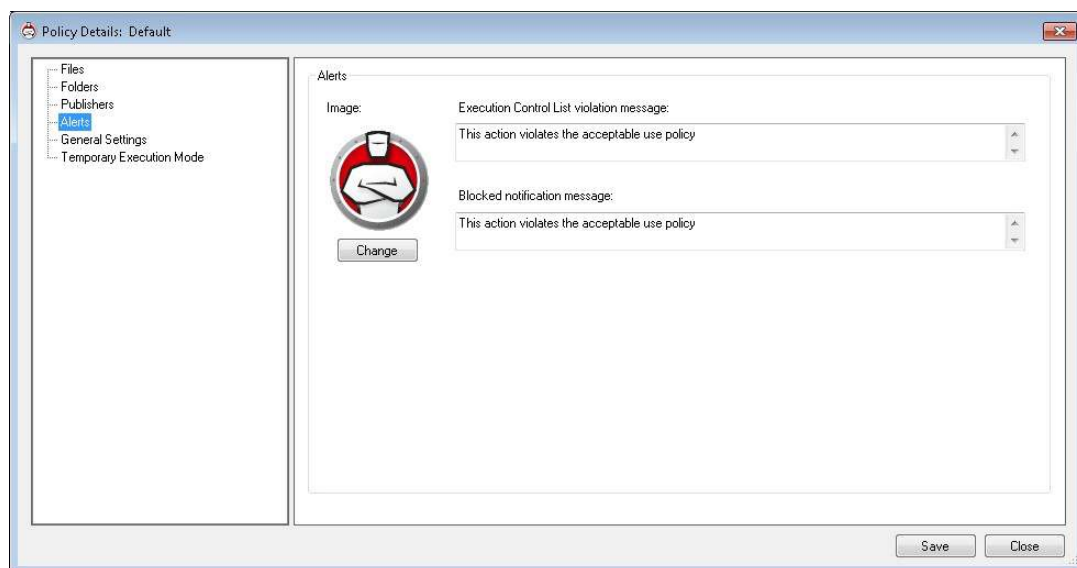 Policy Details: Default
Files
Folders
Publishers
Alerts
General Settings
Temporary Execution Mode
Alerts
Image:
Change
Execution Control List violation message:
This action violates the acceptable use policy
Blocked notification message:
This action violates the acceptable use policy
Save
Close